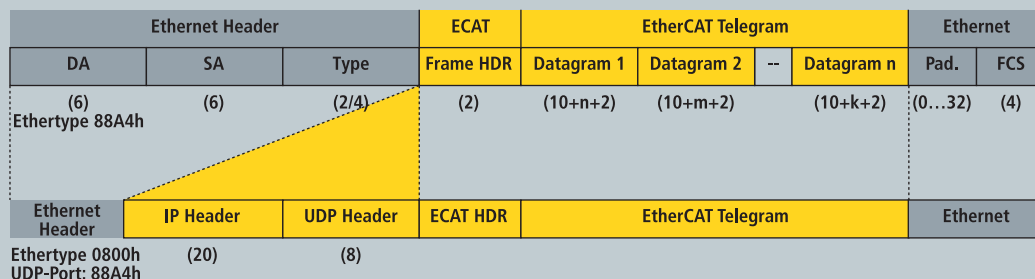 Ethernet Header ECAT EtherCAT Telegram Ethernet
DA SA Type Frame HDR Datagram 1 Datagram 2 -- Datagram n Pad. FCS
(6) (6) (2/4) (2) (10+n+2) (10+m+2) (10+k+2) (0...32) (4)
Ethertype 88A4h
Ethernet Header IP Header UDP Header ECAT HDR EtherCAT Telegram Ethernet
Ethertype 0800h (20) (8)
UDP-Port: 88A4h